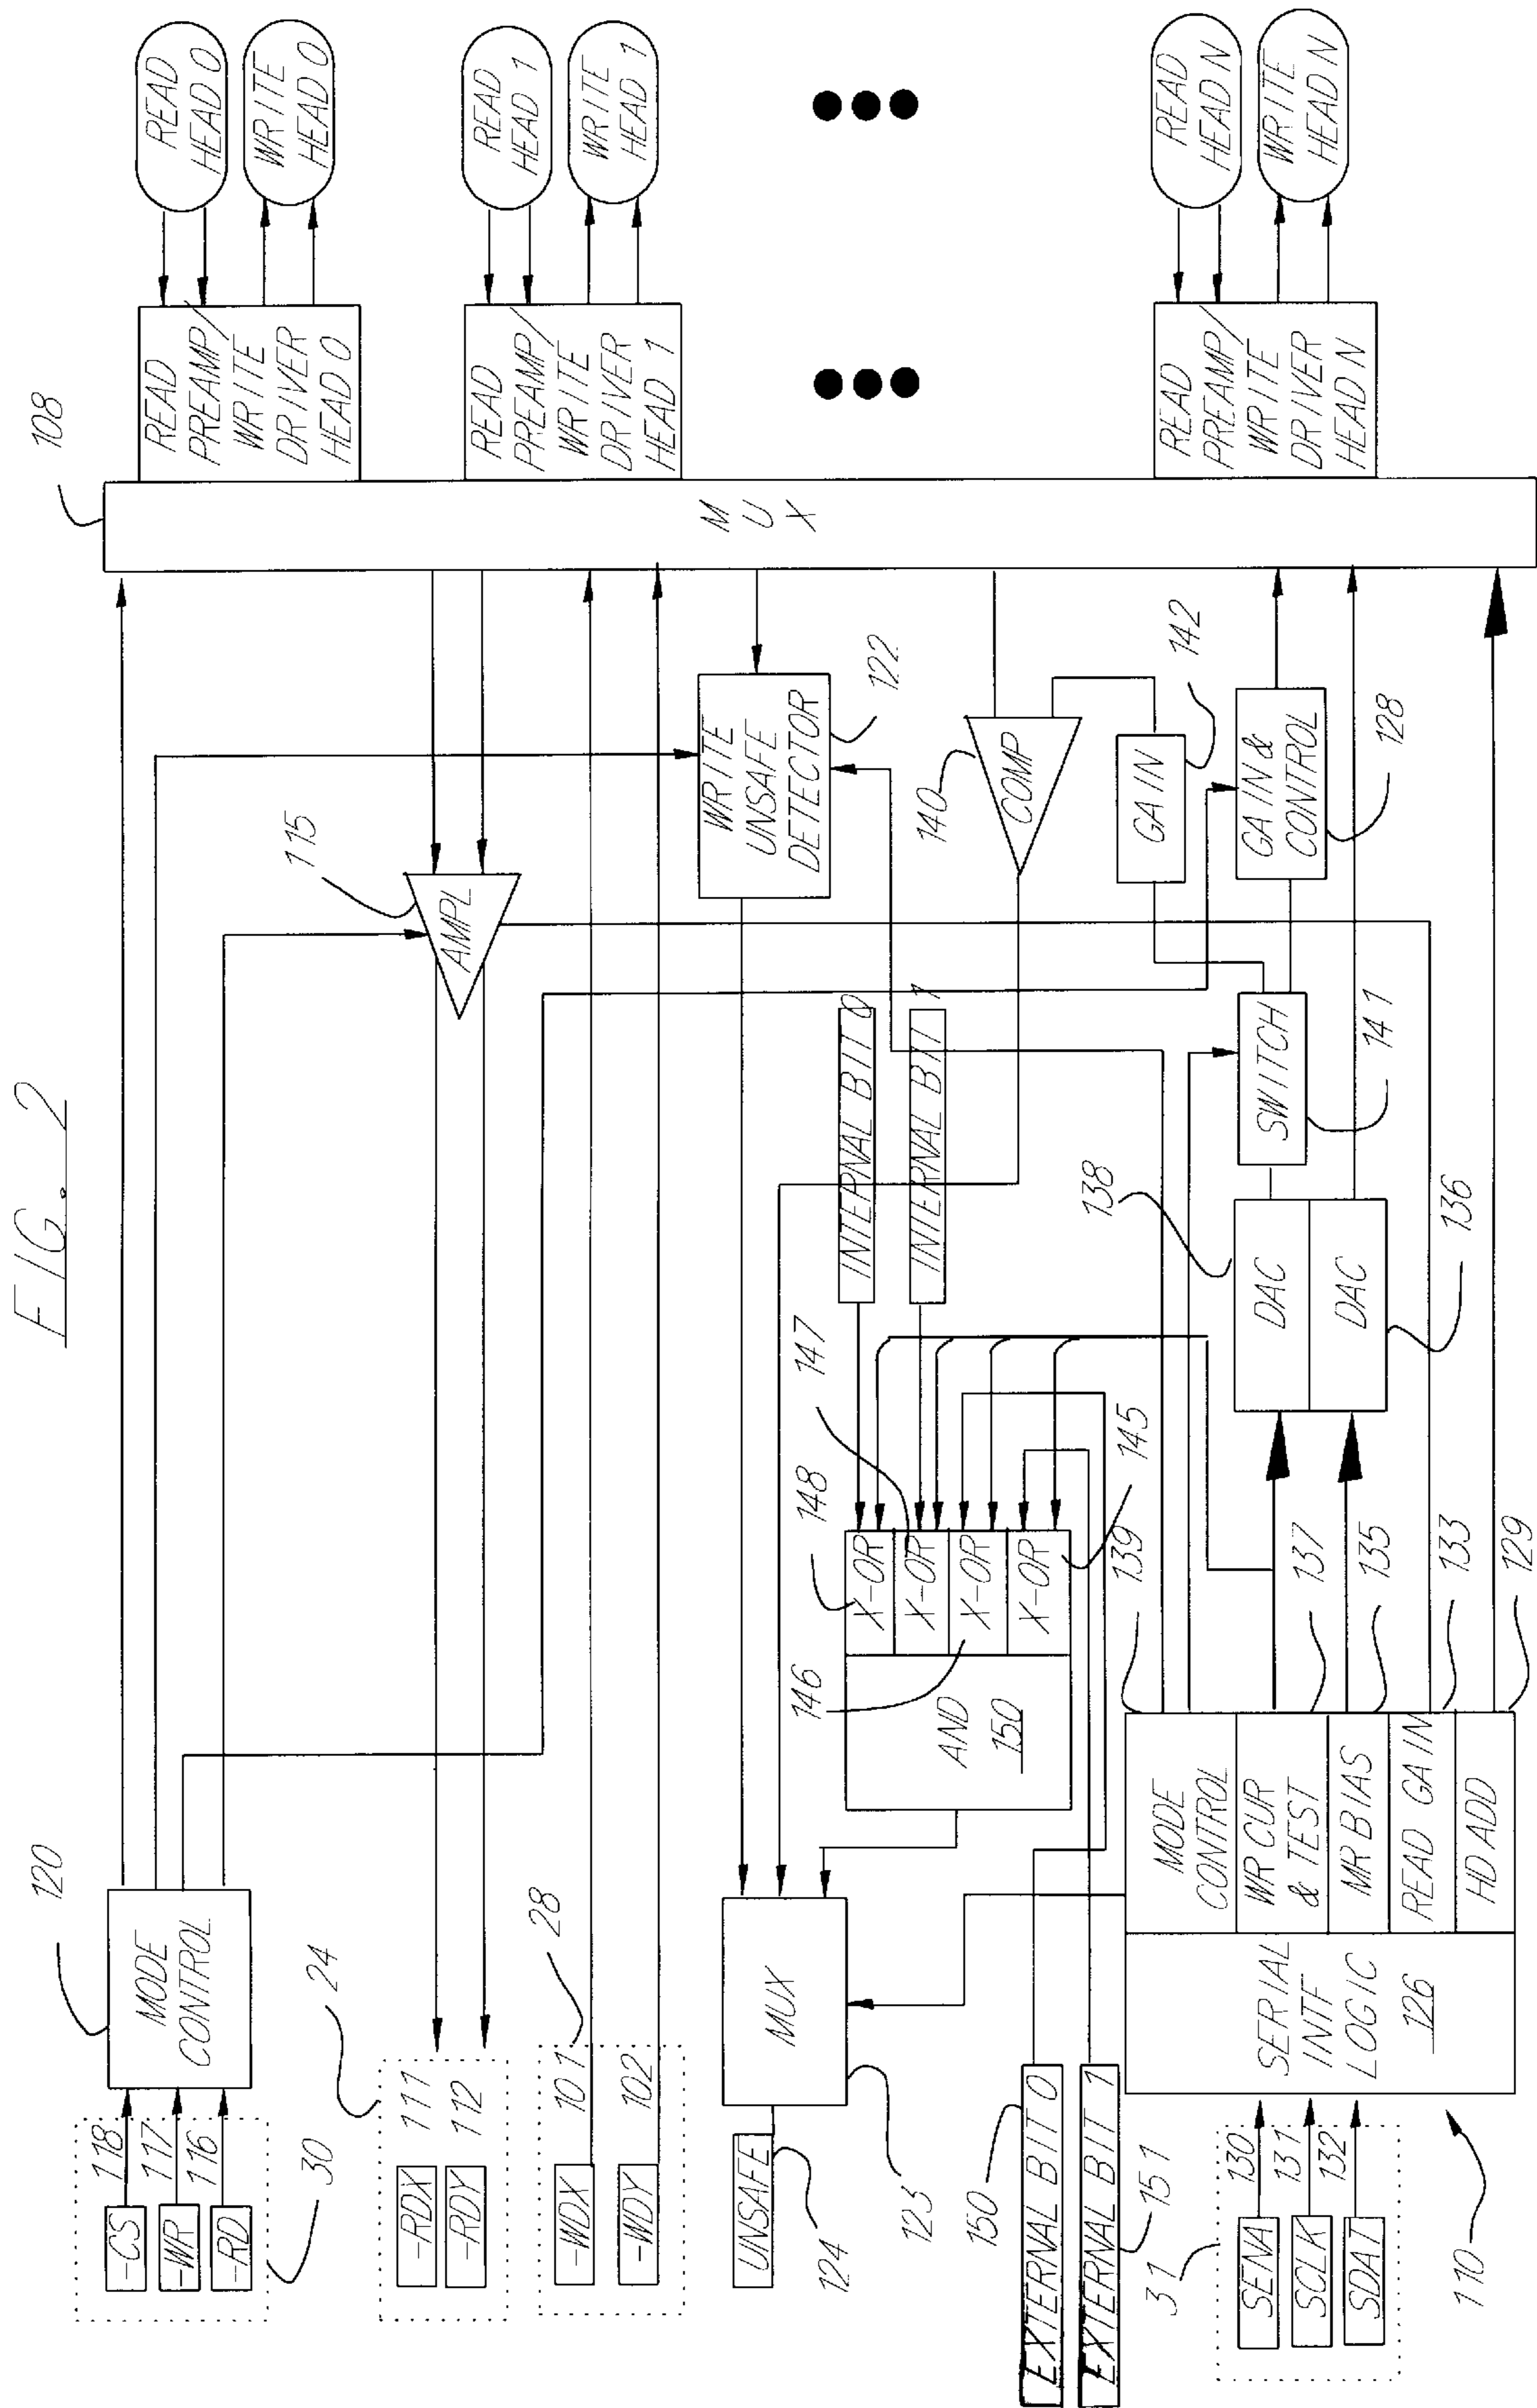 FIG. 2
120
118
117
116
-CS
-WR
-RD
30
MODE
CONTROL
24
111
112
-RDX
-RDY
28
101
102
-WDX
-WDY
115
AMPL
108
M
U
X
READ
PREAMP/
WRITE
DRIVER
HEAD 0
READ
HEAD 0
WRITE
HEAD 0
READ
PREAMP/
WRITE
DRIVER
HEAD 1
READ
HEAD 1
WRITE
HEAD 1
READ
PREAMP/
WRITE
DRIVER
HEAD N
READ
HEAD N
WRITE
HEAD N
WRITE
UNSAFE
DETECTOR
122
UNSAFE
124
MUX
123
140
COMP
GAIN
142
GAIN &
CONTROL
128
INTERNAL BIT 0
INTERNAL BIT 1
148
147
146
145
X-OR
X-OR
X-OR
X-OR
AND
150
EXTERNAL BIT 0
150
EXTERNAL BIT 1
151
SWITCH
141
138
DAC
DAC
136
139
137
135
133
129
MODE
CONTROL
WR CUR
& TEST
MR BIAS
READ GAIN
HD ADD
SERIAL
INTF
LOGIC
126
31
130
131
132
SENA
SCLK
SDAT
110